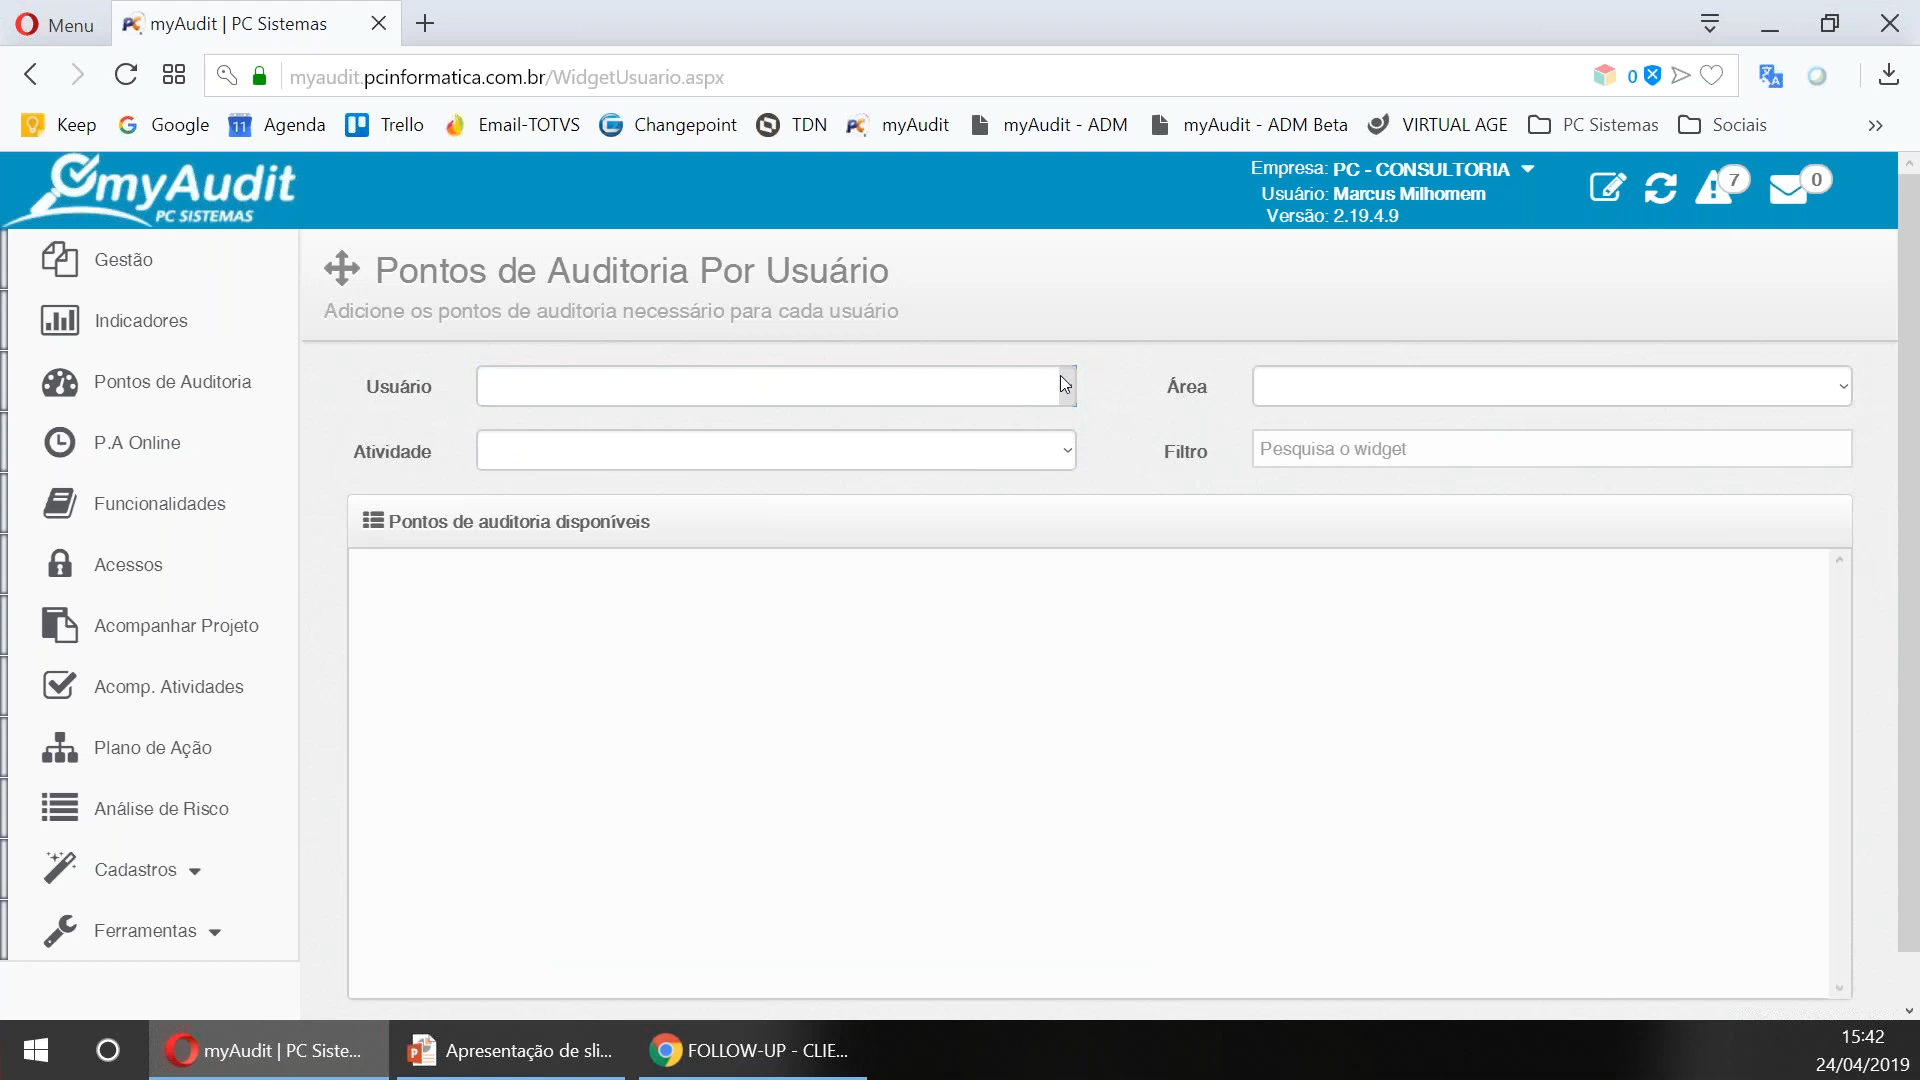 Menu
myAudit | PC Sistemas
myaudit.pcinformatica.com.br/WidgetUsuario.aspx
0
Keep
Google
11
Agenda
Trello
Email-TOTVS
Changepoint
TDN
PC
myAudit
myAudit - ADM
myAudit - ADM Beta
VIRTUAL AGE
PC Sistemas
Sociais
myAudit
PC SISTEMAS
Empresa: PC - CONSULTORIA
Usuário: Marcus Milhomem
Versão: 2.19.4.9
7
0
Gestão
Indicadores
Pontos de Auditoria
P.A Online
Funcionalidades
Acessos
Acompanhar Projeto
Acomp. Atividades
Plano de Ação
Análise de Risco
Cadastros
Ferramentas
Pontos de Auditoria Por Usuário
Adicione os pontos de auditoria necessário para cada usuário
Usuário
Área
Atividade
Filtro
Pesquisa o widget
Pontos de auditoria disponíveis
myAudit | PC Siste...
Apresentação de sli...
FOLLOW-UP - CLIE...
15:42
24/04/2019